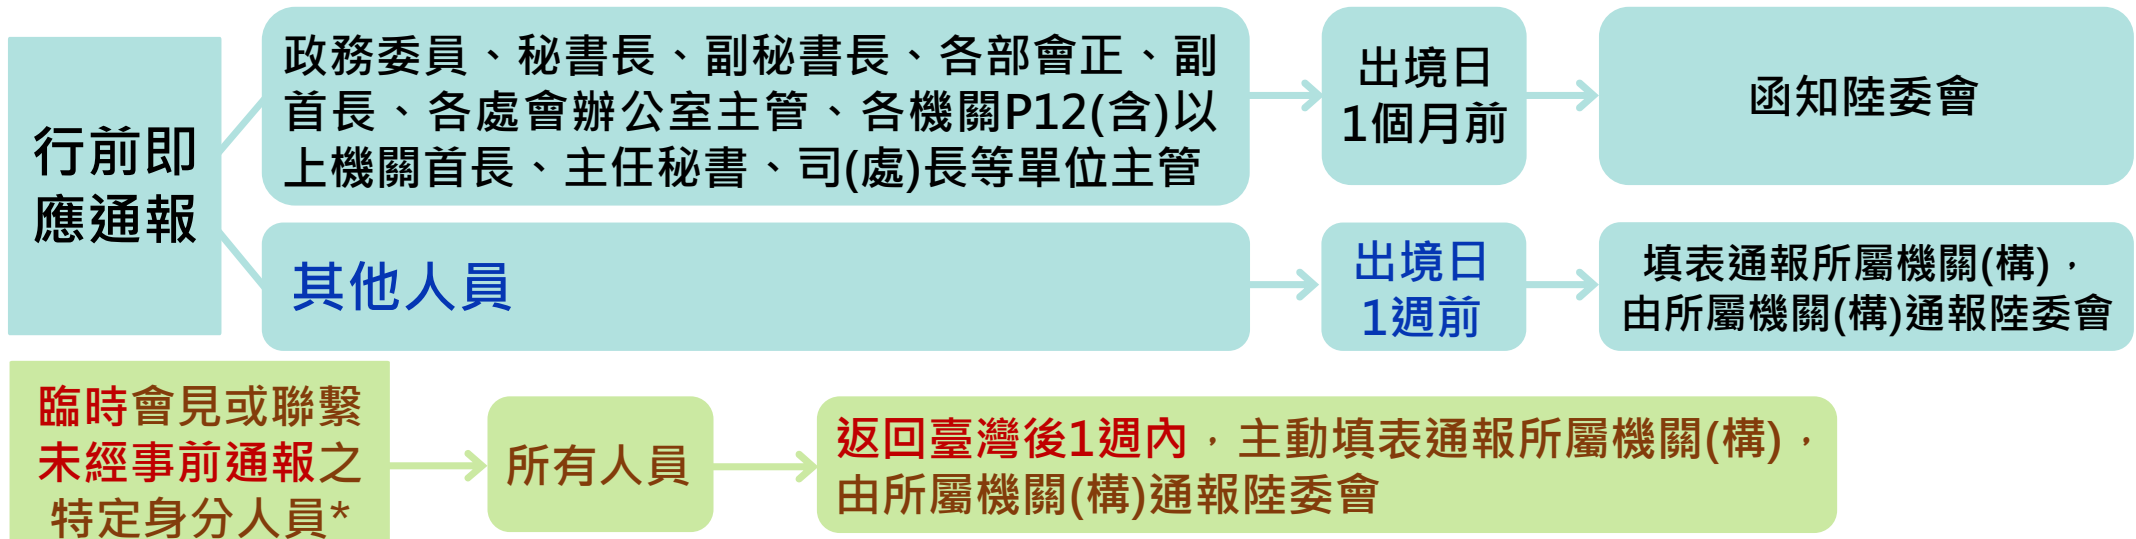 行前即
應通報
政務委員、秘書長、副秘書長、各部會正、副
首長、各處會辦公室主管、各機關P12(含)以
上機關首長、主任秘書、司(處)長等單位主管
出境日
1個月前
函知陸委會
其他人員
出境日
1週前
填表通報所屬機關(構)，
由所屬機關(構)通報陸委會
臨時會見或聯繫
未經事前通報之
特定身分人員*
所有人員
返回臺灣後1週內，主動填表通報所屬機關(構)，
由所屬機關(構)通報陸委會